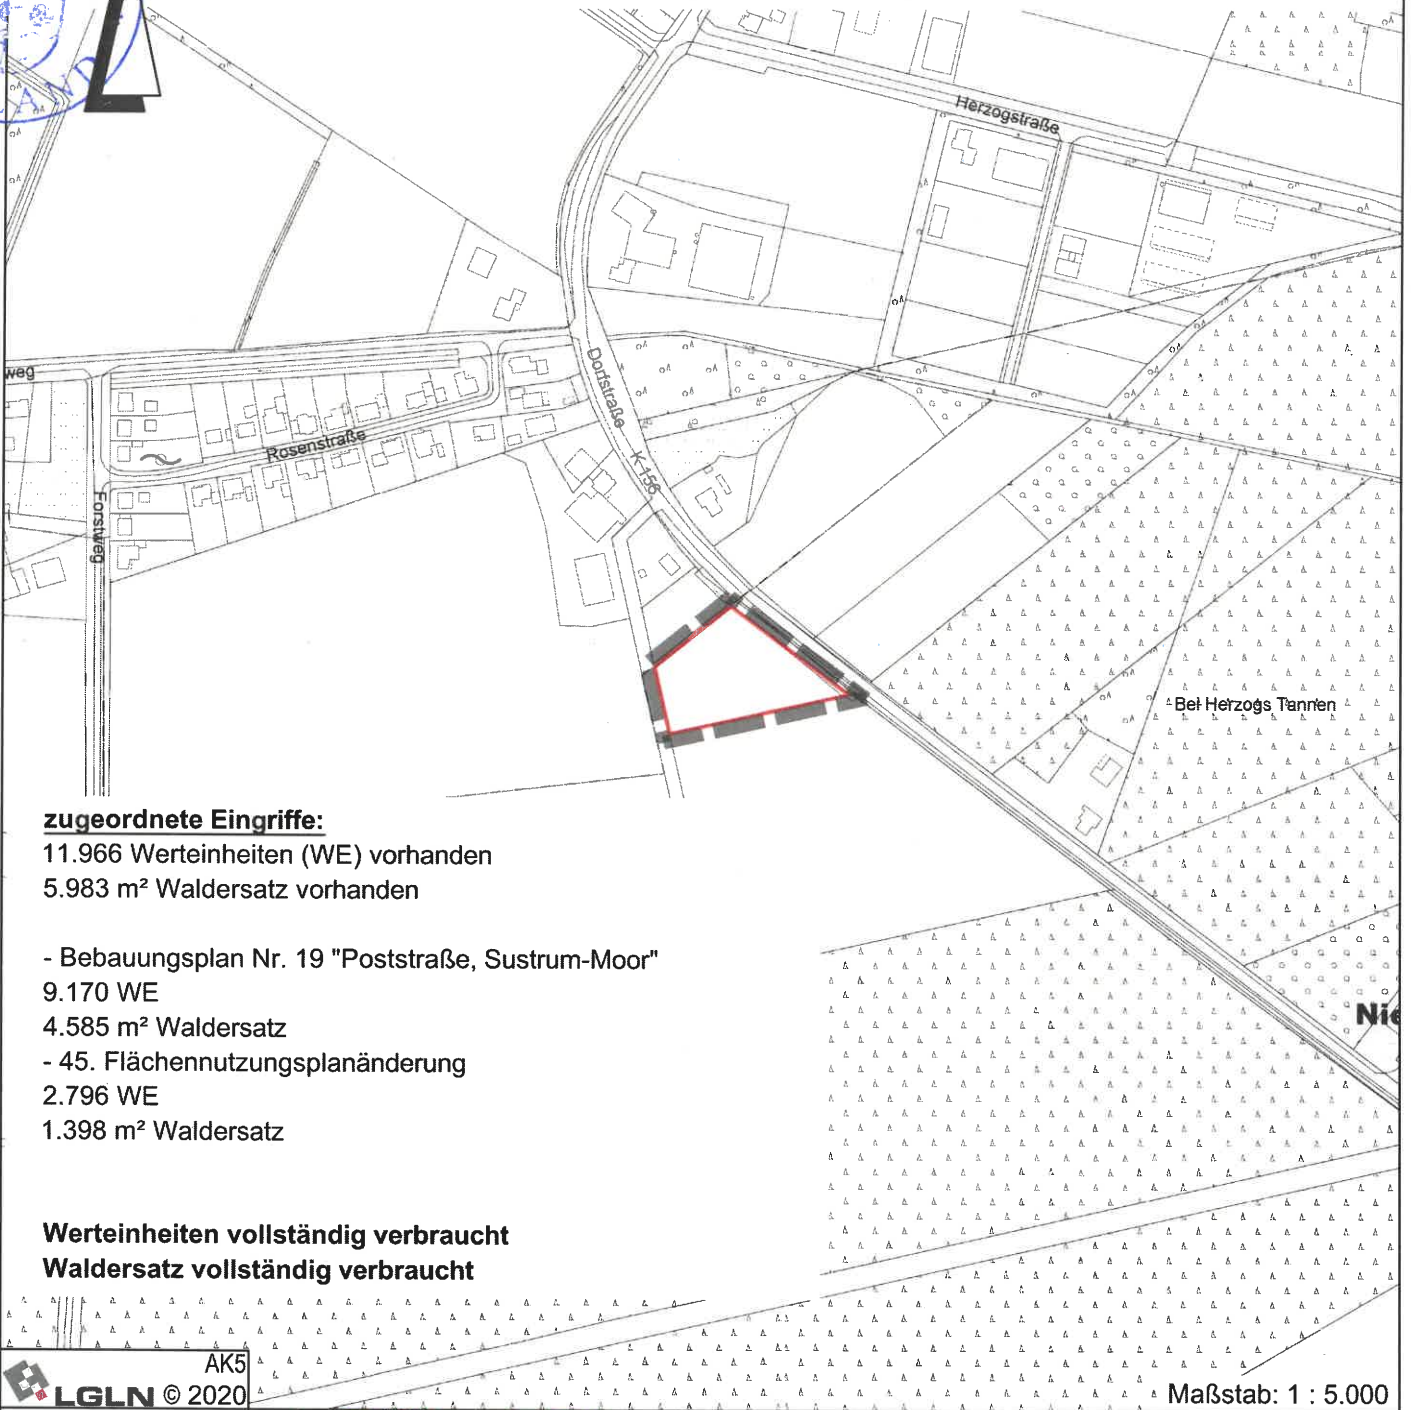 LAND
Herzogstraße
weg
Dorfstraße
K 156
Rosenstraße
Forstweg
Bei Herzogs Tannen
zugeordnete Eingriffe:
11.966 Werteinheiten (WE) vorhanden
5.983 m² Waldersatz vorhanden
- Bebauungsplan Nr. 19 "Poststraße, Sustrum-Moor"
9.170 WE
4.585 m² Waldersatz
- 45. Flächennutzungsplanänderung
2.796 WE
1.398 m² Waldersatz
Nie
Werteinheiten vollständig verbraucht
Waldersatz vollständig verbraucht
AK5
LGLN © 2020
Maßstab: 1 : 5.000